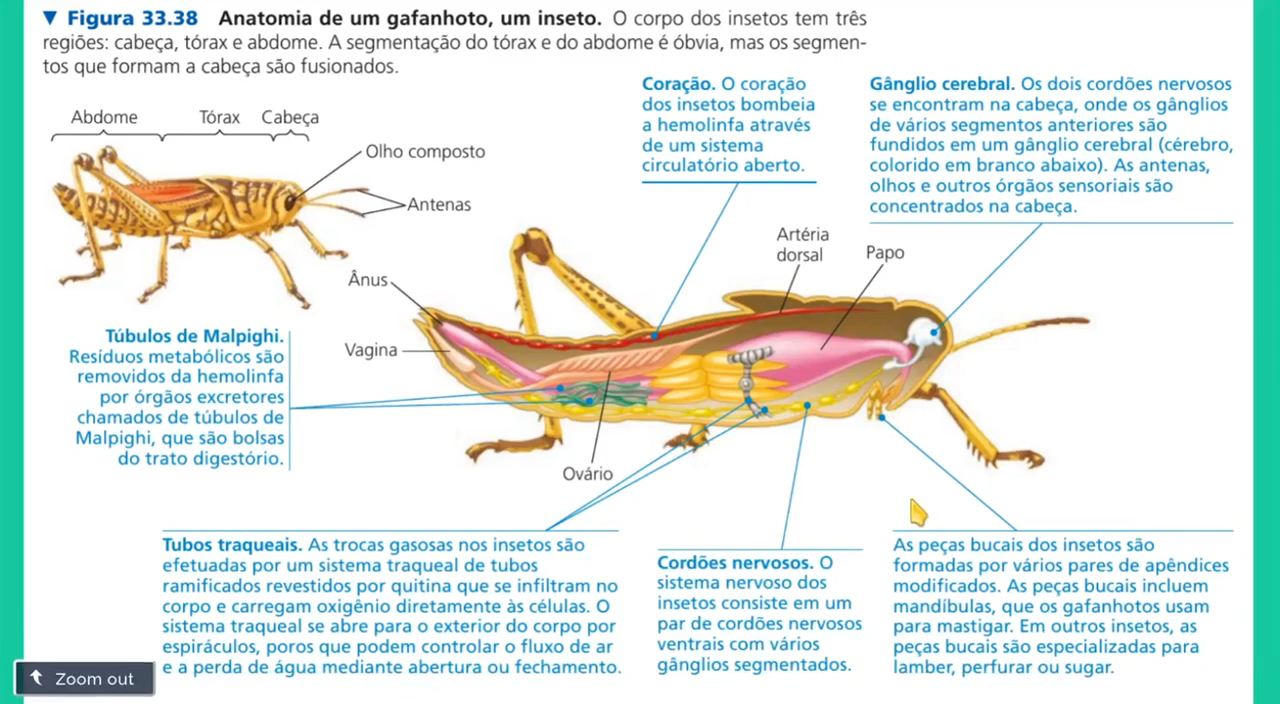 ▼ Figura 33.38 Anatomia de um gafanhoto, um inseto. O corpo dos insetos tem três
regiões: cabeça, tórax e abdome. A segmentação do tórax e do abdome é óbvia, mas os segmen-
tos que formam a cabeça são fusionados.
Abdome Tórax Cabeça
Olho composto
Antenas
Coração. O coração
dos insetos bombeia
a hemolinfa através
de um sistema
circulatório aberto.
Gânglio cerebral. Os dois cordões nervosos
se encontram na cabeça, onde os gânglios
de vários segmentos anteriores são
fundidos em um gânglio cerebral (cérebro,
colorido em branco abaixo). As antenas,
olhos e outros órgãos sensoriais são
concentrados na cabeça.
Artéria
dorsal
Papo
Ânus
Vagina
Túbulos de Malpighi.
Resíduos metabólicos são
removidos da hemolinfa
por órgãos excretores
chamados de túbulos de
Malpighi, que são bolsas
do trato digestório.
Ovário
Tubos traqueais. As trocas gasosas nos insetos são
efetuadas por um sistema traqueal de tubos
ramificados revestidos por quitina que se infiltram no
corpo e carregam oxigênio diretamente às células. O
sistema traqueal se abre para o exterior do corpo por
espiráculos, poros que podem controlar o fluxo de ar
e a perda de água mediante abertura ou fechamento.
Cordões nervosos. O
sistema nervoso dos
insetos consiste em um
par de cordões nervosos
ventrais com vários
gânglios segmentados.
As peças bucais dos insetos são
formadas por vários pares de apêndices
modificados. As peças bucais incluem
mandíbulas, que os gafanhotos usam
para mastigar. Em outros insetos, as
peças bucais são especializadas para
lamber, perfurar ou sugar.
Zoom out